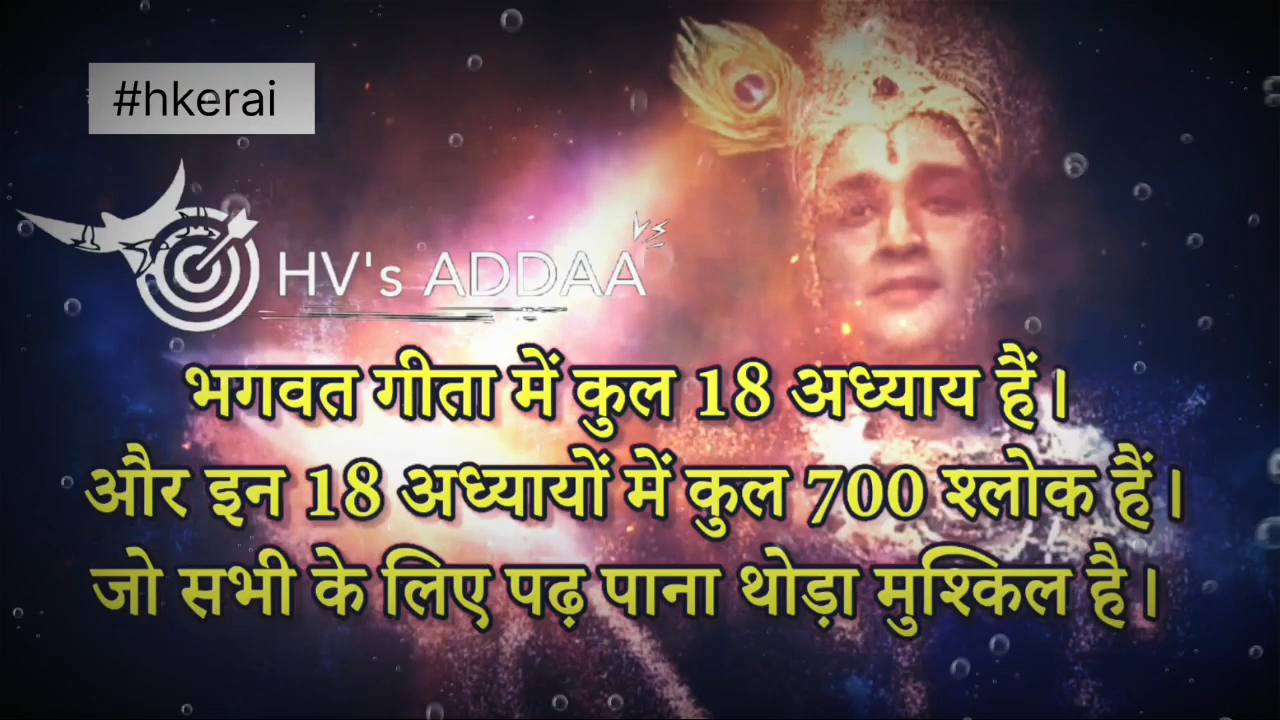 #hkerai
HV's ADDAA
भगवत गीता में कुल 18 अध्याय हैं।
और इन 18 अध्यायों में कुल 700 श्लोक हैं।
जो सभी के लिए पढ़ पाना थोड़ा मुश्किल है।